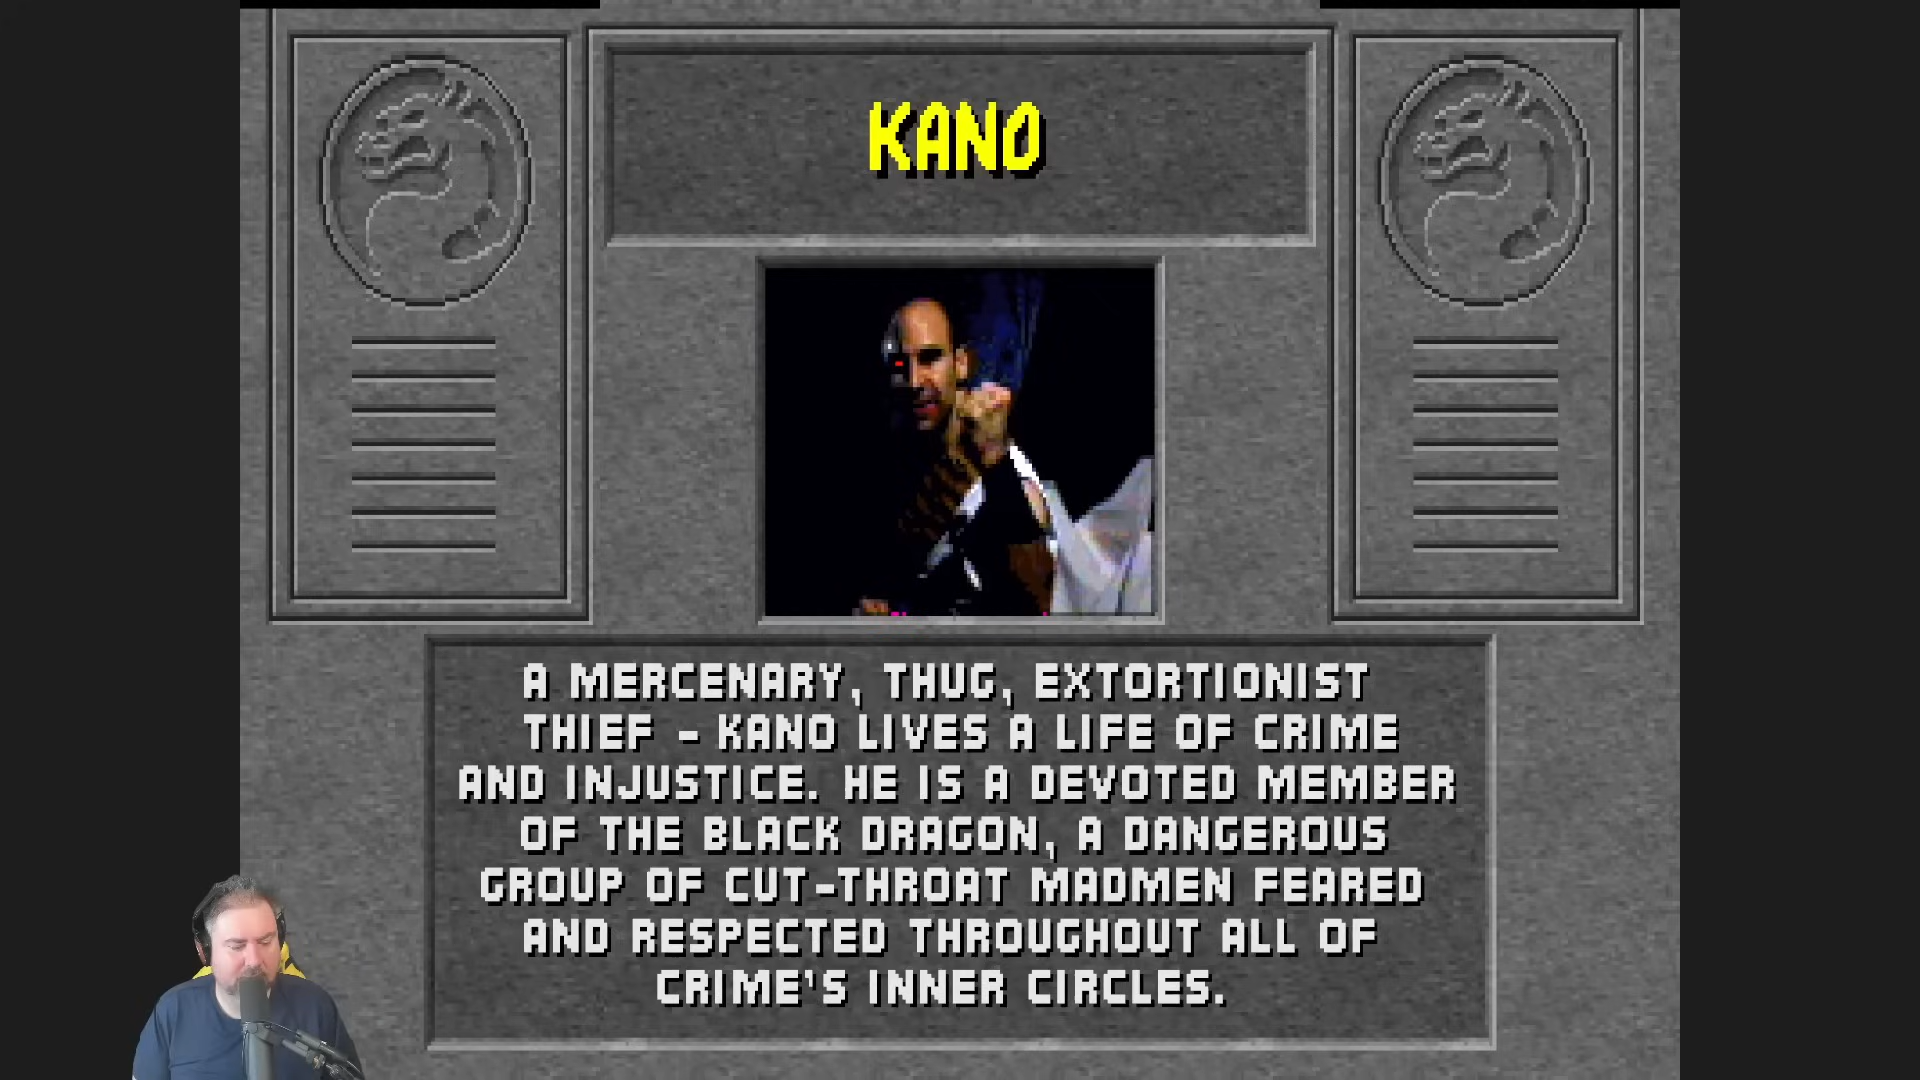 KANO
A MERCENARY, THUG, EXTORTIONIST
THIEF - KANO LIVES A LIFE OF CRIME
AND INJUSTICE. HE IS A DEVOTED MEMBER
OF THE BLACK DRAGON, A DANGEROUS
GROUP OF CUT-THROAT MADMEN FEARED
AND RESPECTED THROUGHOUT ALL OF
CRIME'S INNER CIRCLES.